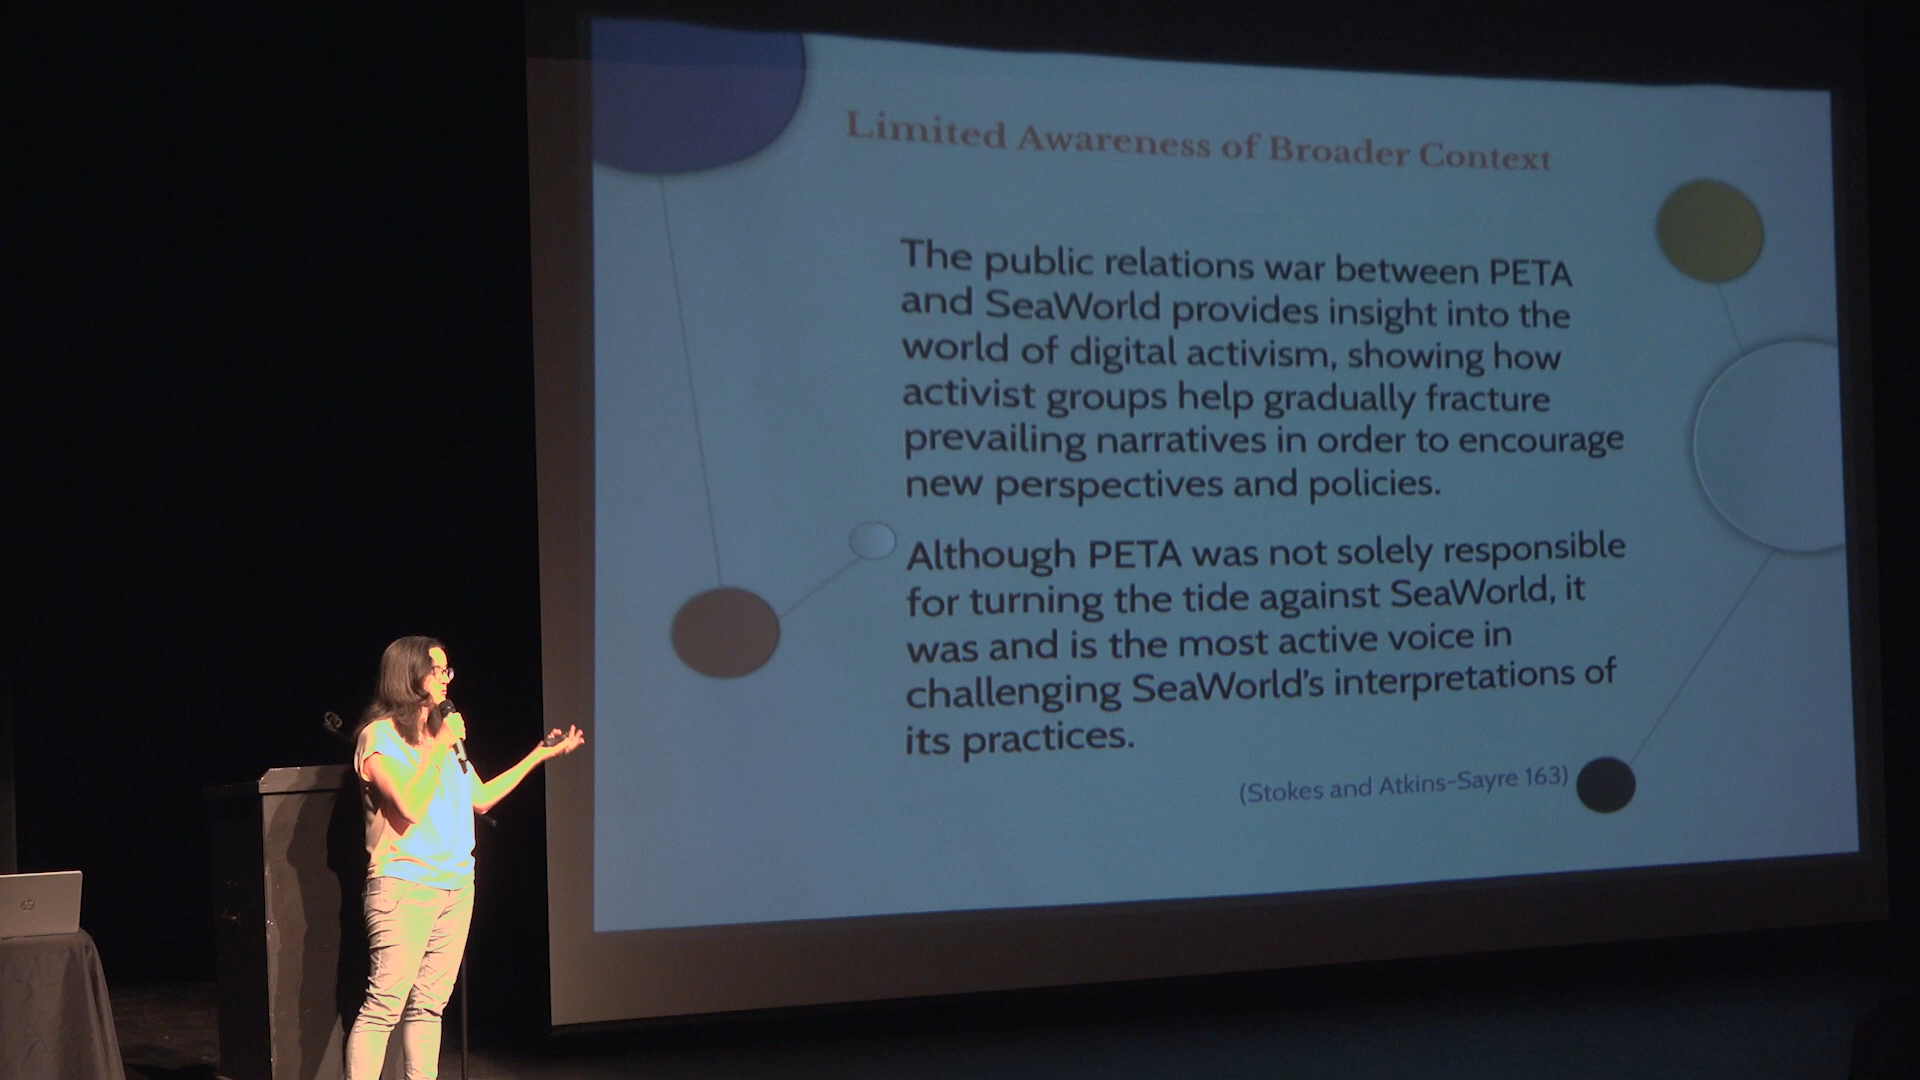 Limited Awareness of Broader Context
The public relations war between PETA
and SeaWorld provides insight into the
world of digital activism, showing how
activist groups help gradually fracture
prevailing narratives in order to encourage
new perspectives and policies.
Although PETA was not solely responsible
for turning the tide against SeaWorld, it
was and is the most active voice in
challenging SeaWorld's interpretations of
its practices.
(Stokes and Atkins-Sayre 163)
hp